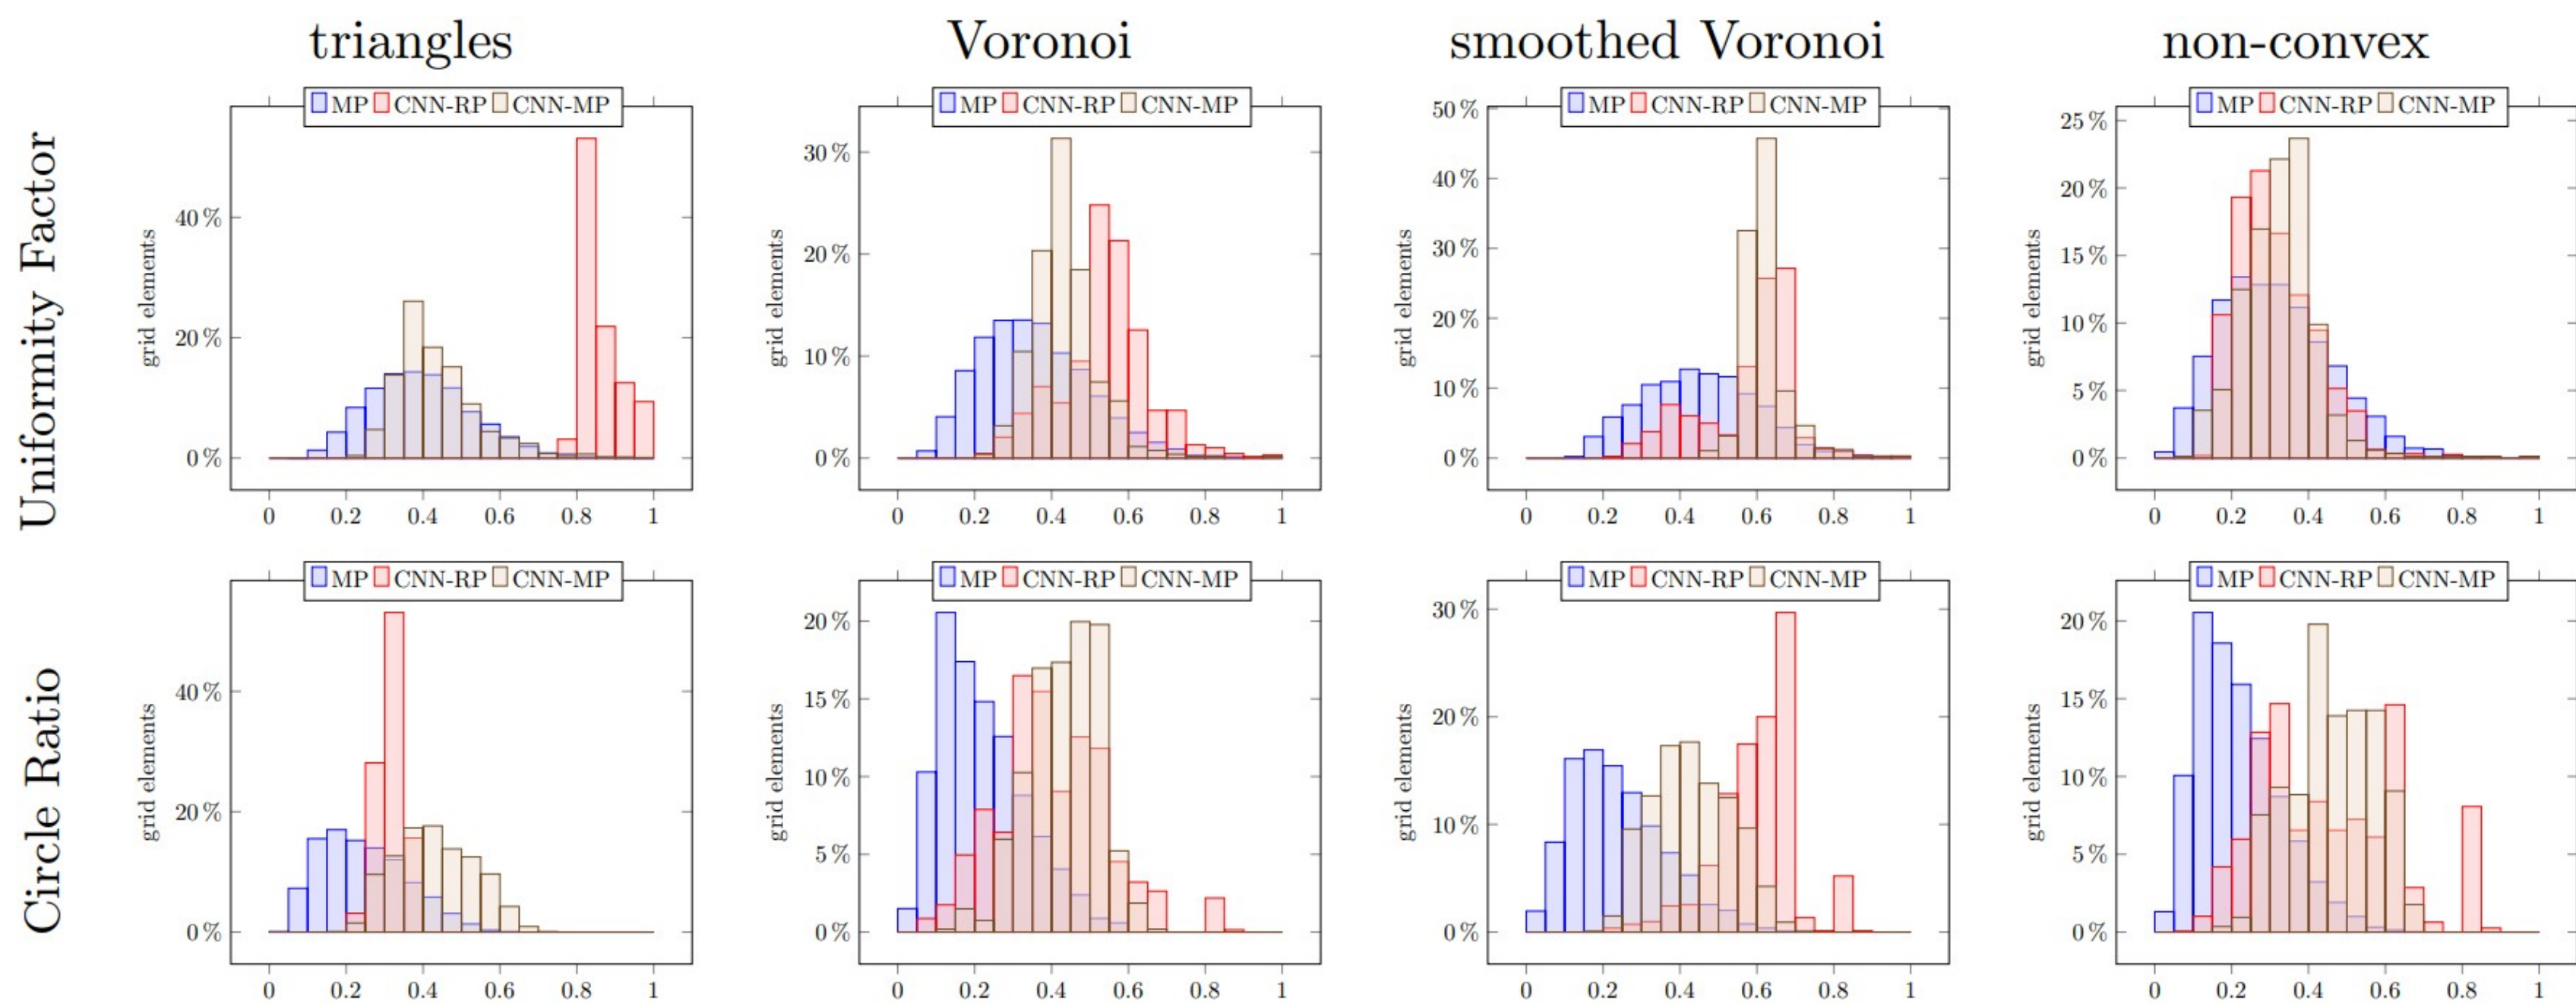 triangles
Voronoi
smoothed Voronoi
non-convex
Uniformity Factor
MP CNN-RP CNN-MP
grid elements
40 %
20 %
0 %
0 0.2 0.4 0.6 0.8 1
MP CNN-RP CNN-MP
grid elements
30 %
20 %
10 %
0 %
0 0.2 0.4 0.6 0.8 1
MP CNN-RP CNN-MP
grid elements
50 %
40 %
30 %
20 %
10 %
0 %
0 0.2 0.4 0.6 0.8 1
MP CNN-RP CNN-MP
grid elements
25 %
20 %
15 %
10 %
5 %
0 %
0 0.2 0.4 0.6 0.8 1
Circle Ratio
MP CNN-RP CNN-MP
grid elements
40 %
20 %
0 %
0 0.2 0.4 0.6 0.8 1
MP CNN-RP CNN-MP
grid elements
20 %
15 %
10 %
5 %
0 %
0 0.2 0.4 0.6 0.8 1
MP CNN-RP CNN-MP
grid elements
30 %
20 %
10 %
0 %
0 0.2 0.4 0.6 0.8 1
MP CNN-RP CNN-MP
grid elements
20 %
15 %
10 %
5 %
0 %
0 0.2 0.4 0.6 0.8 1